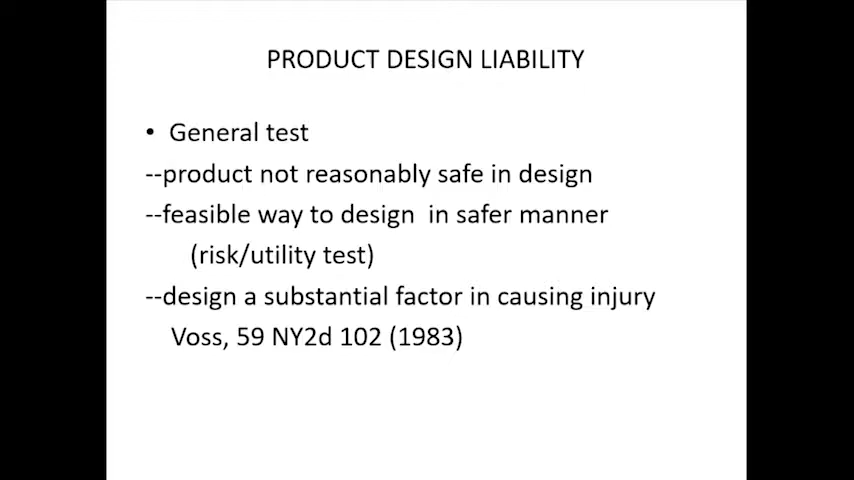 PRODUCT DESIGN LIABILITY
• General test
--product not reasonably safe in design
--feasible way to design  in safer manner
(risk/utility test)
--design a substantial factor in causing injury
Voss, 59 NY2d 102 (1983)